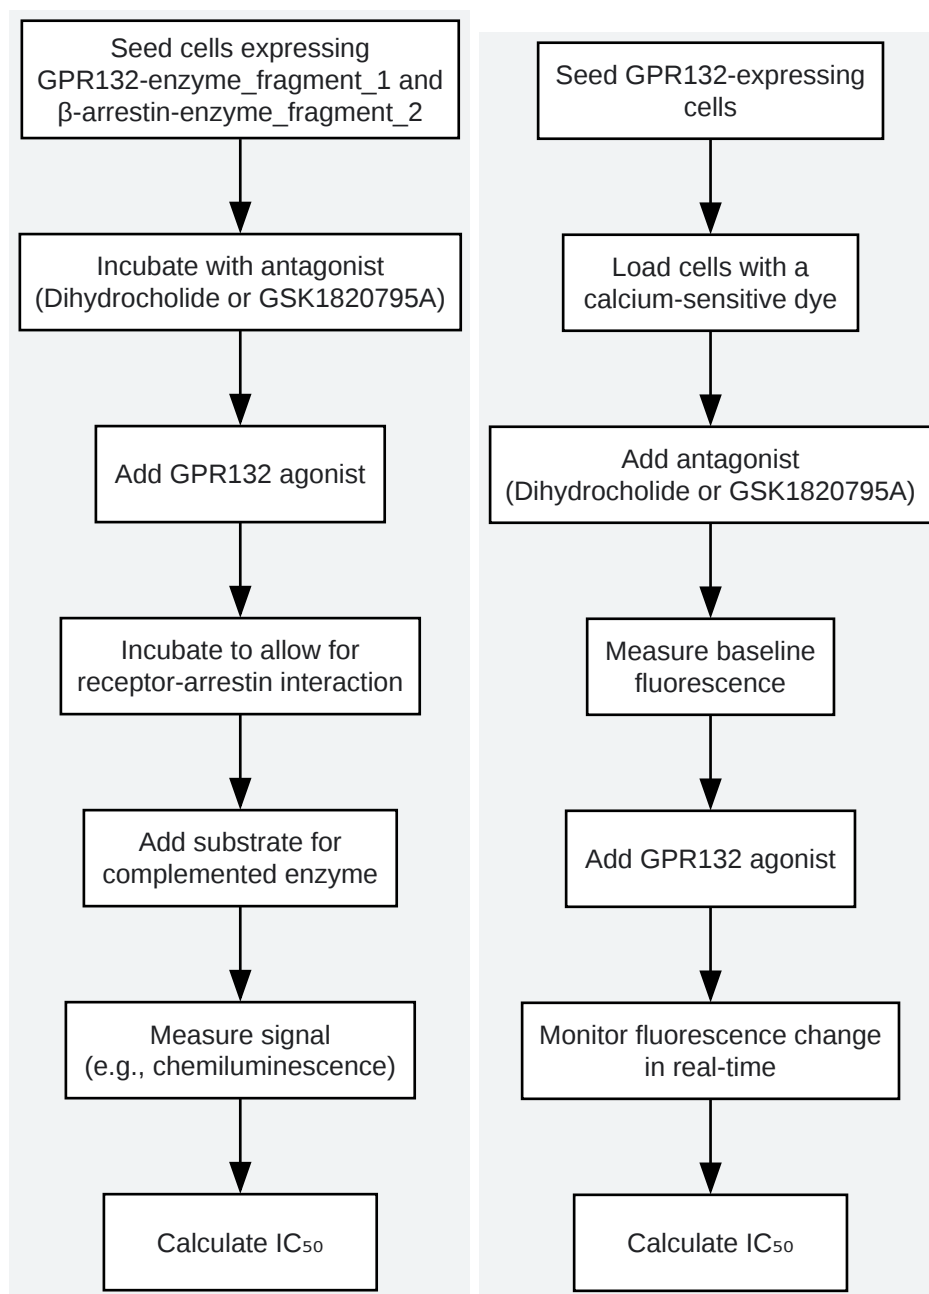 Seed cells expressing
GPR132-enzyme_fragment_1 and
β-arrestin-enzyme_fragment_2
Incubate with antagonist
(Dihydrocholide or GSK1820795A)
Add GPR132 agonist
Incubate to allow for
receptor-arrestin interaction
Add substrate for
complemented enzyme
Measure signal
(e.g., chemiluminescence)
Calculate IC₅₀
Seed GPR132-expressing
cells
Load cells with a
calcium-sensitive dye
Add antagonist
(Dihydrocholide or GSK1820795A)
Measure baseline
fluorescence
Add GPR132 agonist
Monitor fluorescence change
in real-time
Calculate IC₅₀